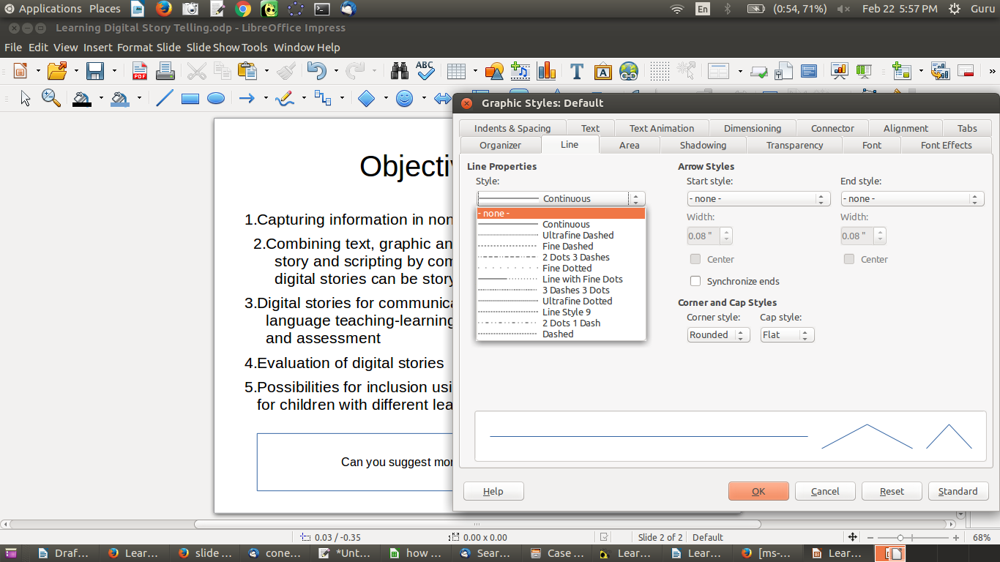 Applications Places En (0:54, 71%) Feb 22 5:57 PM Guru
Learning Digital Story Telling.odp - LibreOffice Impress
File Edit View Insert Format Slide Slide Show Tools Window Help
PDF ABC T A
Graphic Styles: Default
Indents & Spacing Text Text Animation Dimensioning Connector Alignment Tabs
Organizer Line Area Shadowing Transparency Font Font Effects
Line Properties
Style:
Continuous
- none -
Continuous
Ultrafine Dashed
Fine Dashed
2 Dots 3 Dashes
Fine Dotted
Line with Fine Dots
3 Dashes 3 Dots
Ultrafine Dotted
Line Style 9
2 Dots 1 Dash
Dashed
Arrow Styles
Start style: End style:
- none - - none -
Width: Width:
0.08 " 0.08 "
Center Center
Synchronize ends
Corner and Cap Styles
Corner style: Cap style:
Rounded Flat
Help OK Cancel Reset Standard
Objectiv
1.Capturing information in non
2.Combining text, graphic an
story and scripting by com
digital stories can be story
3.Digital stories for communica
language teaching-learning
and assessment
4.Evaluation of digital stories
5.Possibilities for inclusion usi
for children with different lea
Can you suggest mor
0.03 / -0.35 0.00 x 0.00 Slide 2 of 2 Default 68%
Draf... Lear... slide ... cone... *Unt... how ... Sear... Case ... Lear... Lear... [ms-... Lear...